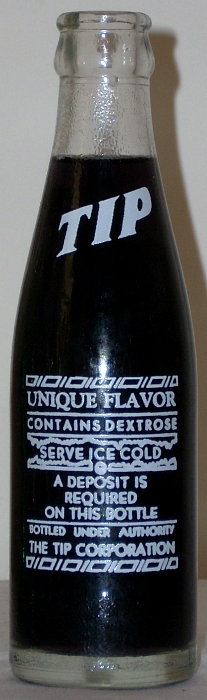 TIP
UNIQUE FLAVOR
CONTAINS DEXTROSE
SERVE ICE COLD
A DEPOSIT IS
REQUIRED
ON THIS BOTTLE
BOTTLED UNDER AUTHORITY
THE TIP CORPORATION